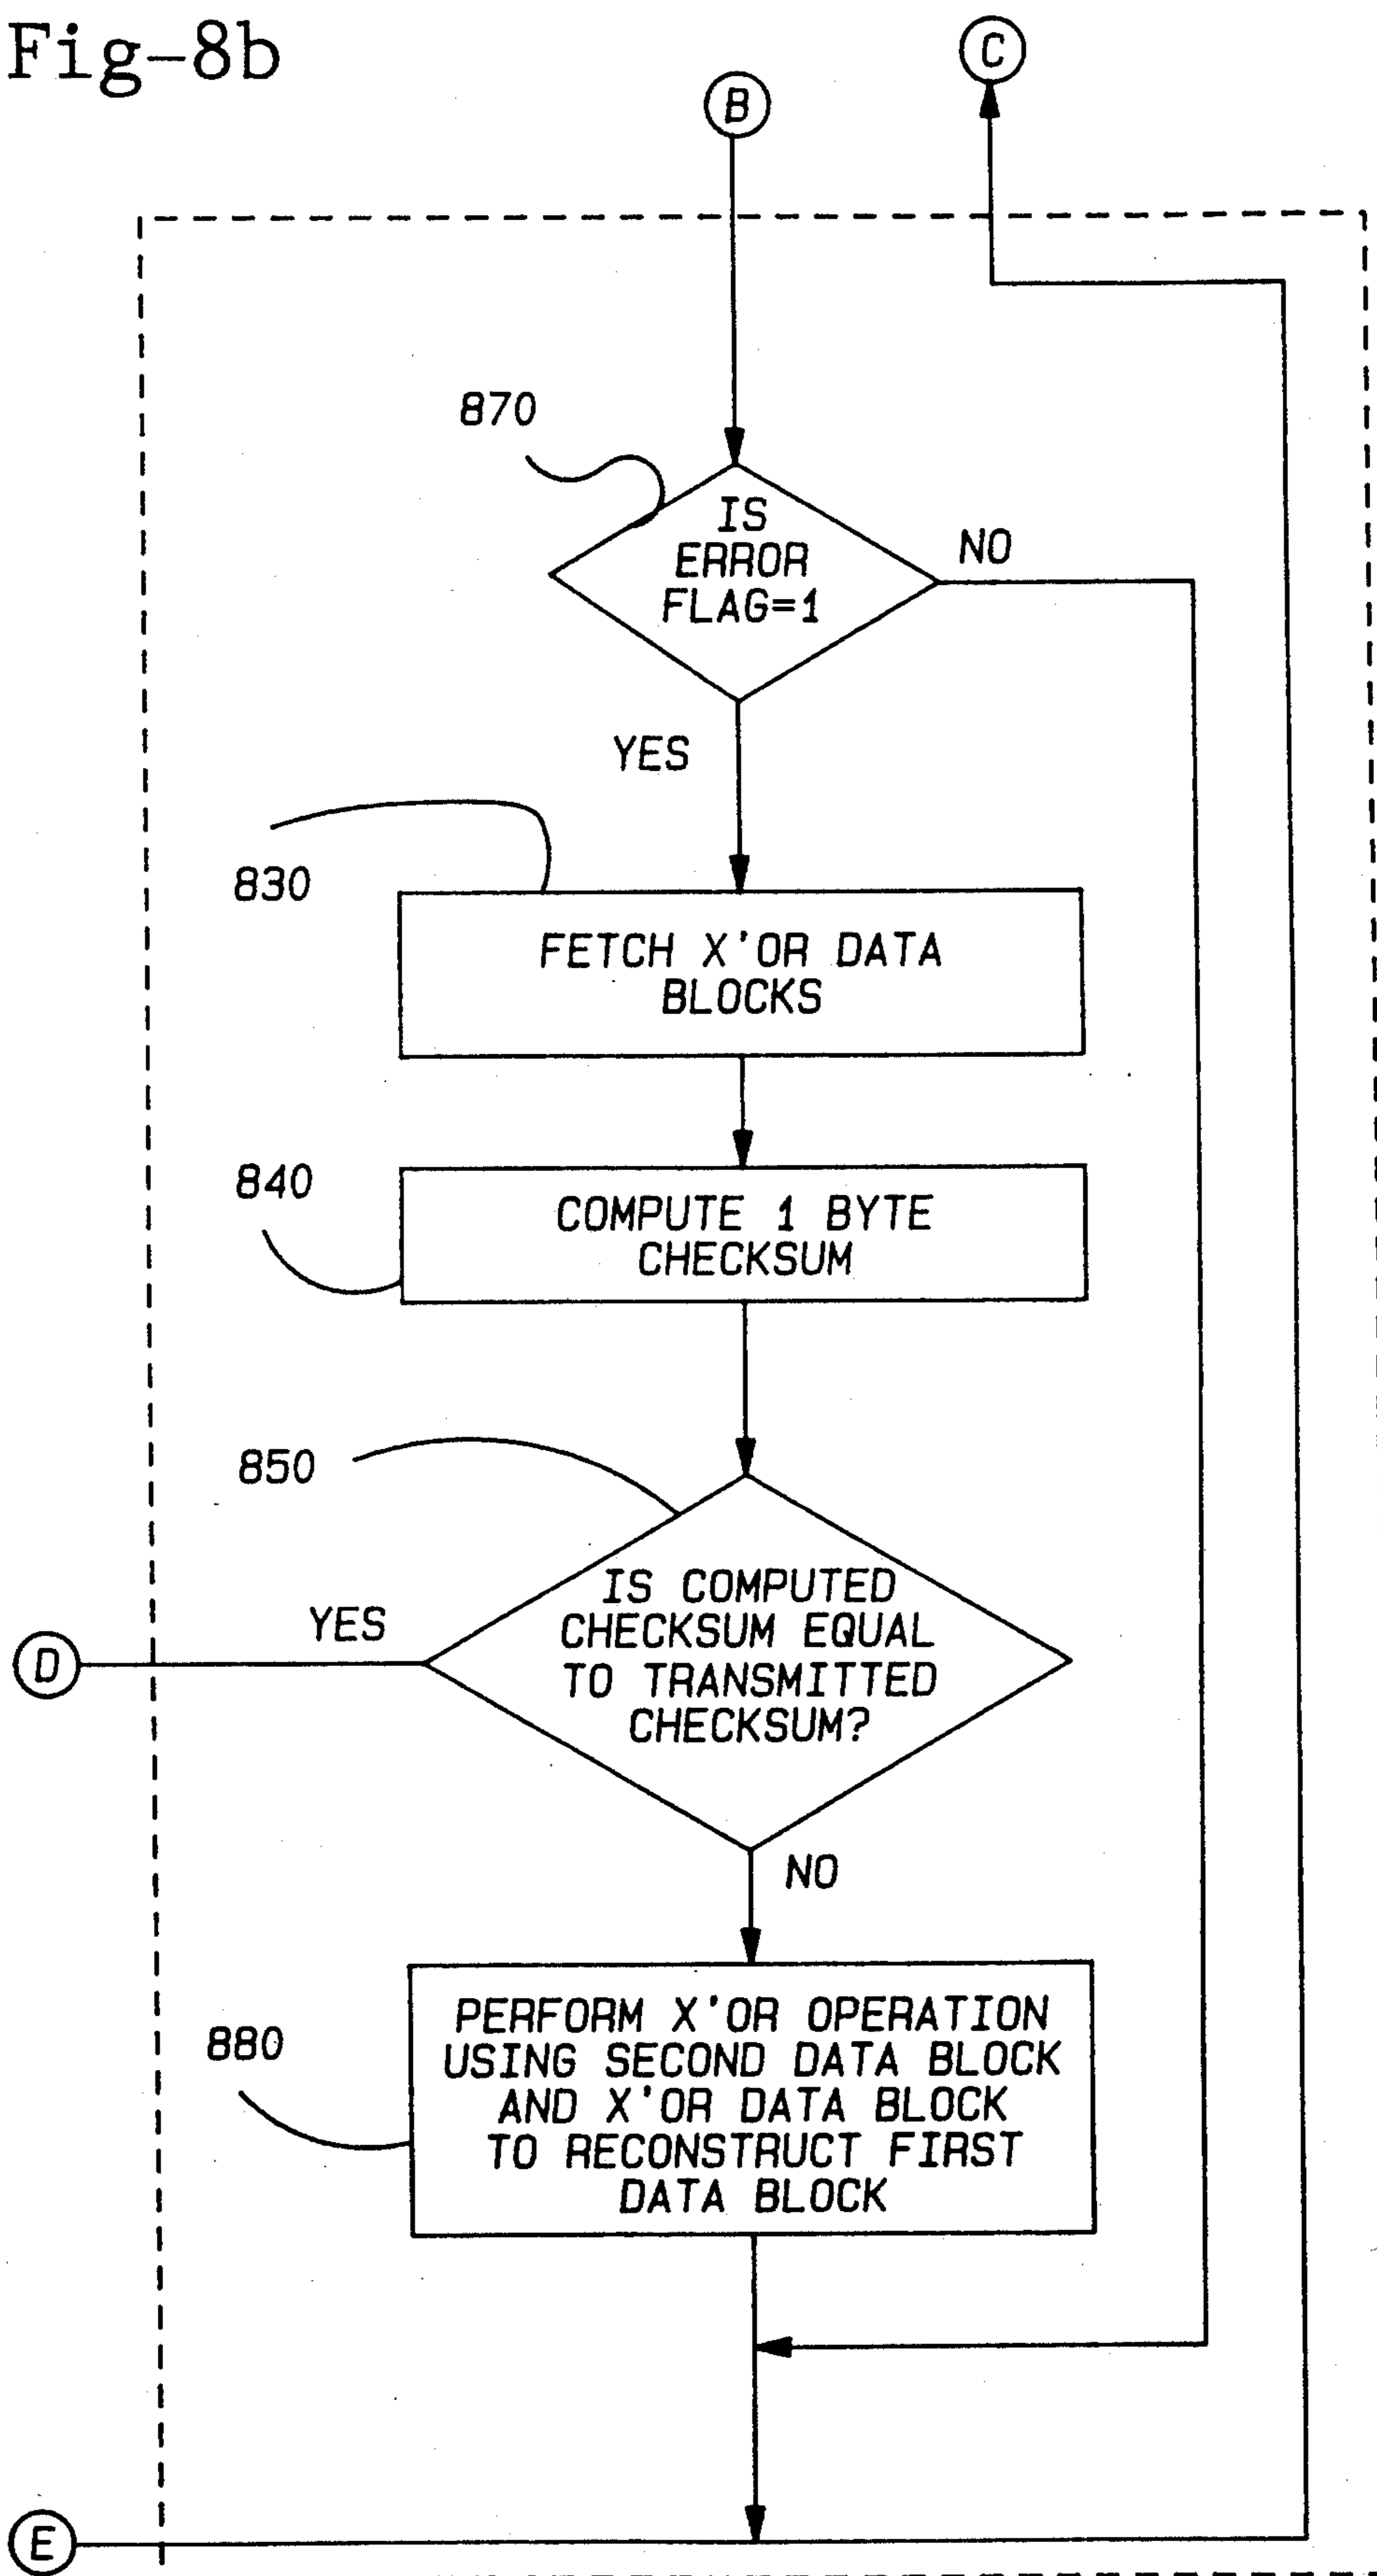 Fig-8b
C
B
870
IS
ERROR
FLAG=1
NO
YES
830
FETCH X'OR DATA
BLOCKS
840
COMPUTE 1 BYTE
CHECKSUM
850
IS COMPUTED
CHECKSUM EQUAL
TO TRANSMITTED
CHECKSUM?
YES
D
NO
880
PERFORM X'OR OPERATION
USING SECOND DATA BLOCK
AND X'OR DATA BLOCK
TO RECONSTRUCT FIRST
DATA BLOCK
E